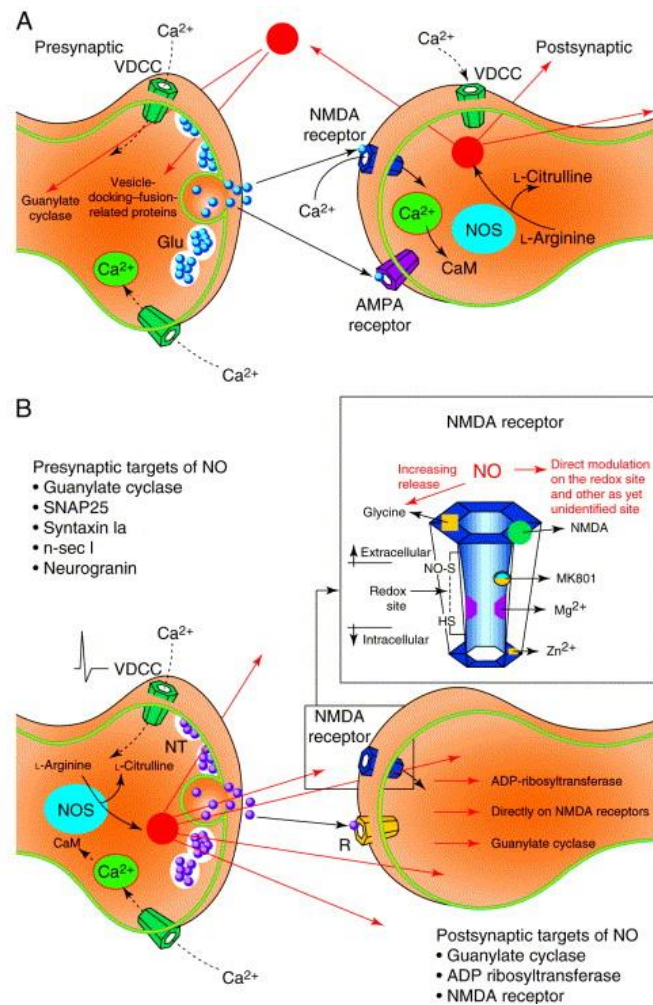 A
Presynaptic
Ca2+
VDCC
Guanylate
cyclase
Vesicle-
docking–fusion-
related proteins
Glu
Ca2+
Ca2+
NMDA
receptor
Ca2+
AMPA
receptor
Ca2+
VDCC
Postsynaptic
L-Citrulline
L-Arginine
NOS
Ca2+
CaM
B
Presynaptic targets of NO
• Guanylate cyclase
• SNAP25
• Syntaxin Ia
• n-sec I
• Neurogranin
NMDA receptor
Increasing
release
NO
Direct modulation
on the redox site
and other as yet
unidentified site
Glycine
NMDA
Extracellular
NO-S
MK801
Redox
site
Mg2+
HS
Intracellular
Zn2+
Ca2+
VDCC
NT
L-Arginine
L-Citrulline
NOS
CaM
Ca2+
Ca2+
NMDA
receptor
R
ADP-ribosyltransferase
Directly on NMDA receptors
Guanylate cyclase
Postsynaptic targets of NO
• Guanylate cyclase
• ADP ribosyltransferase
• NMDA receptor